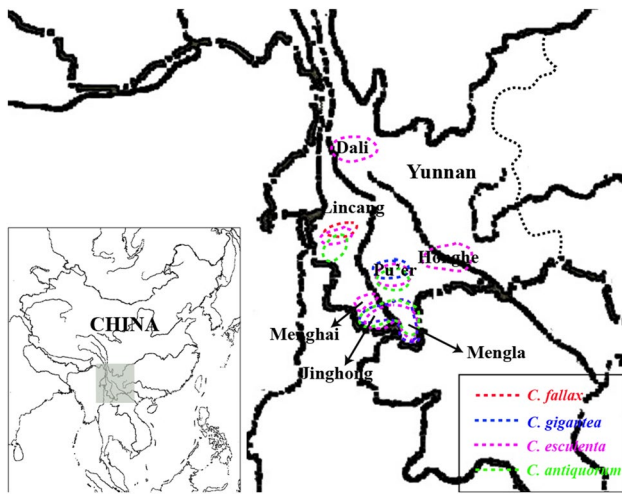 Dali
Yunnan
Lincang
Honghe
Pu'er
Menghai
Mengla
Jinghong
CHINA
C. fallax
C. gigantea
C. esculenta
C. antiquorum